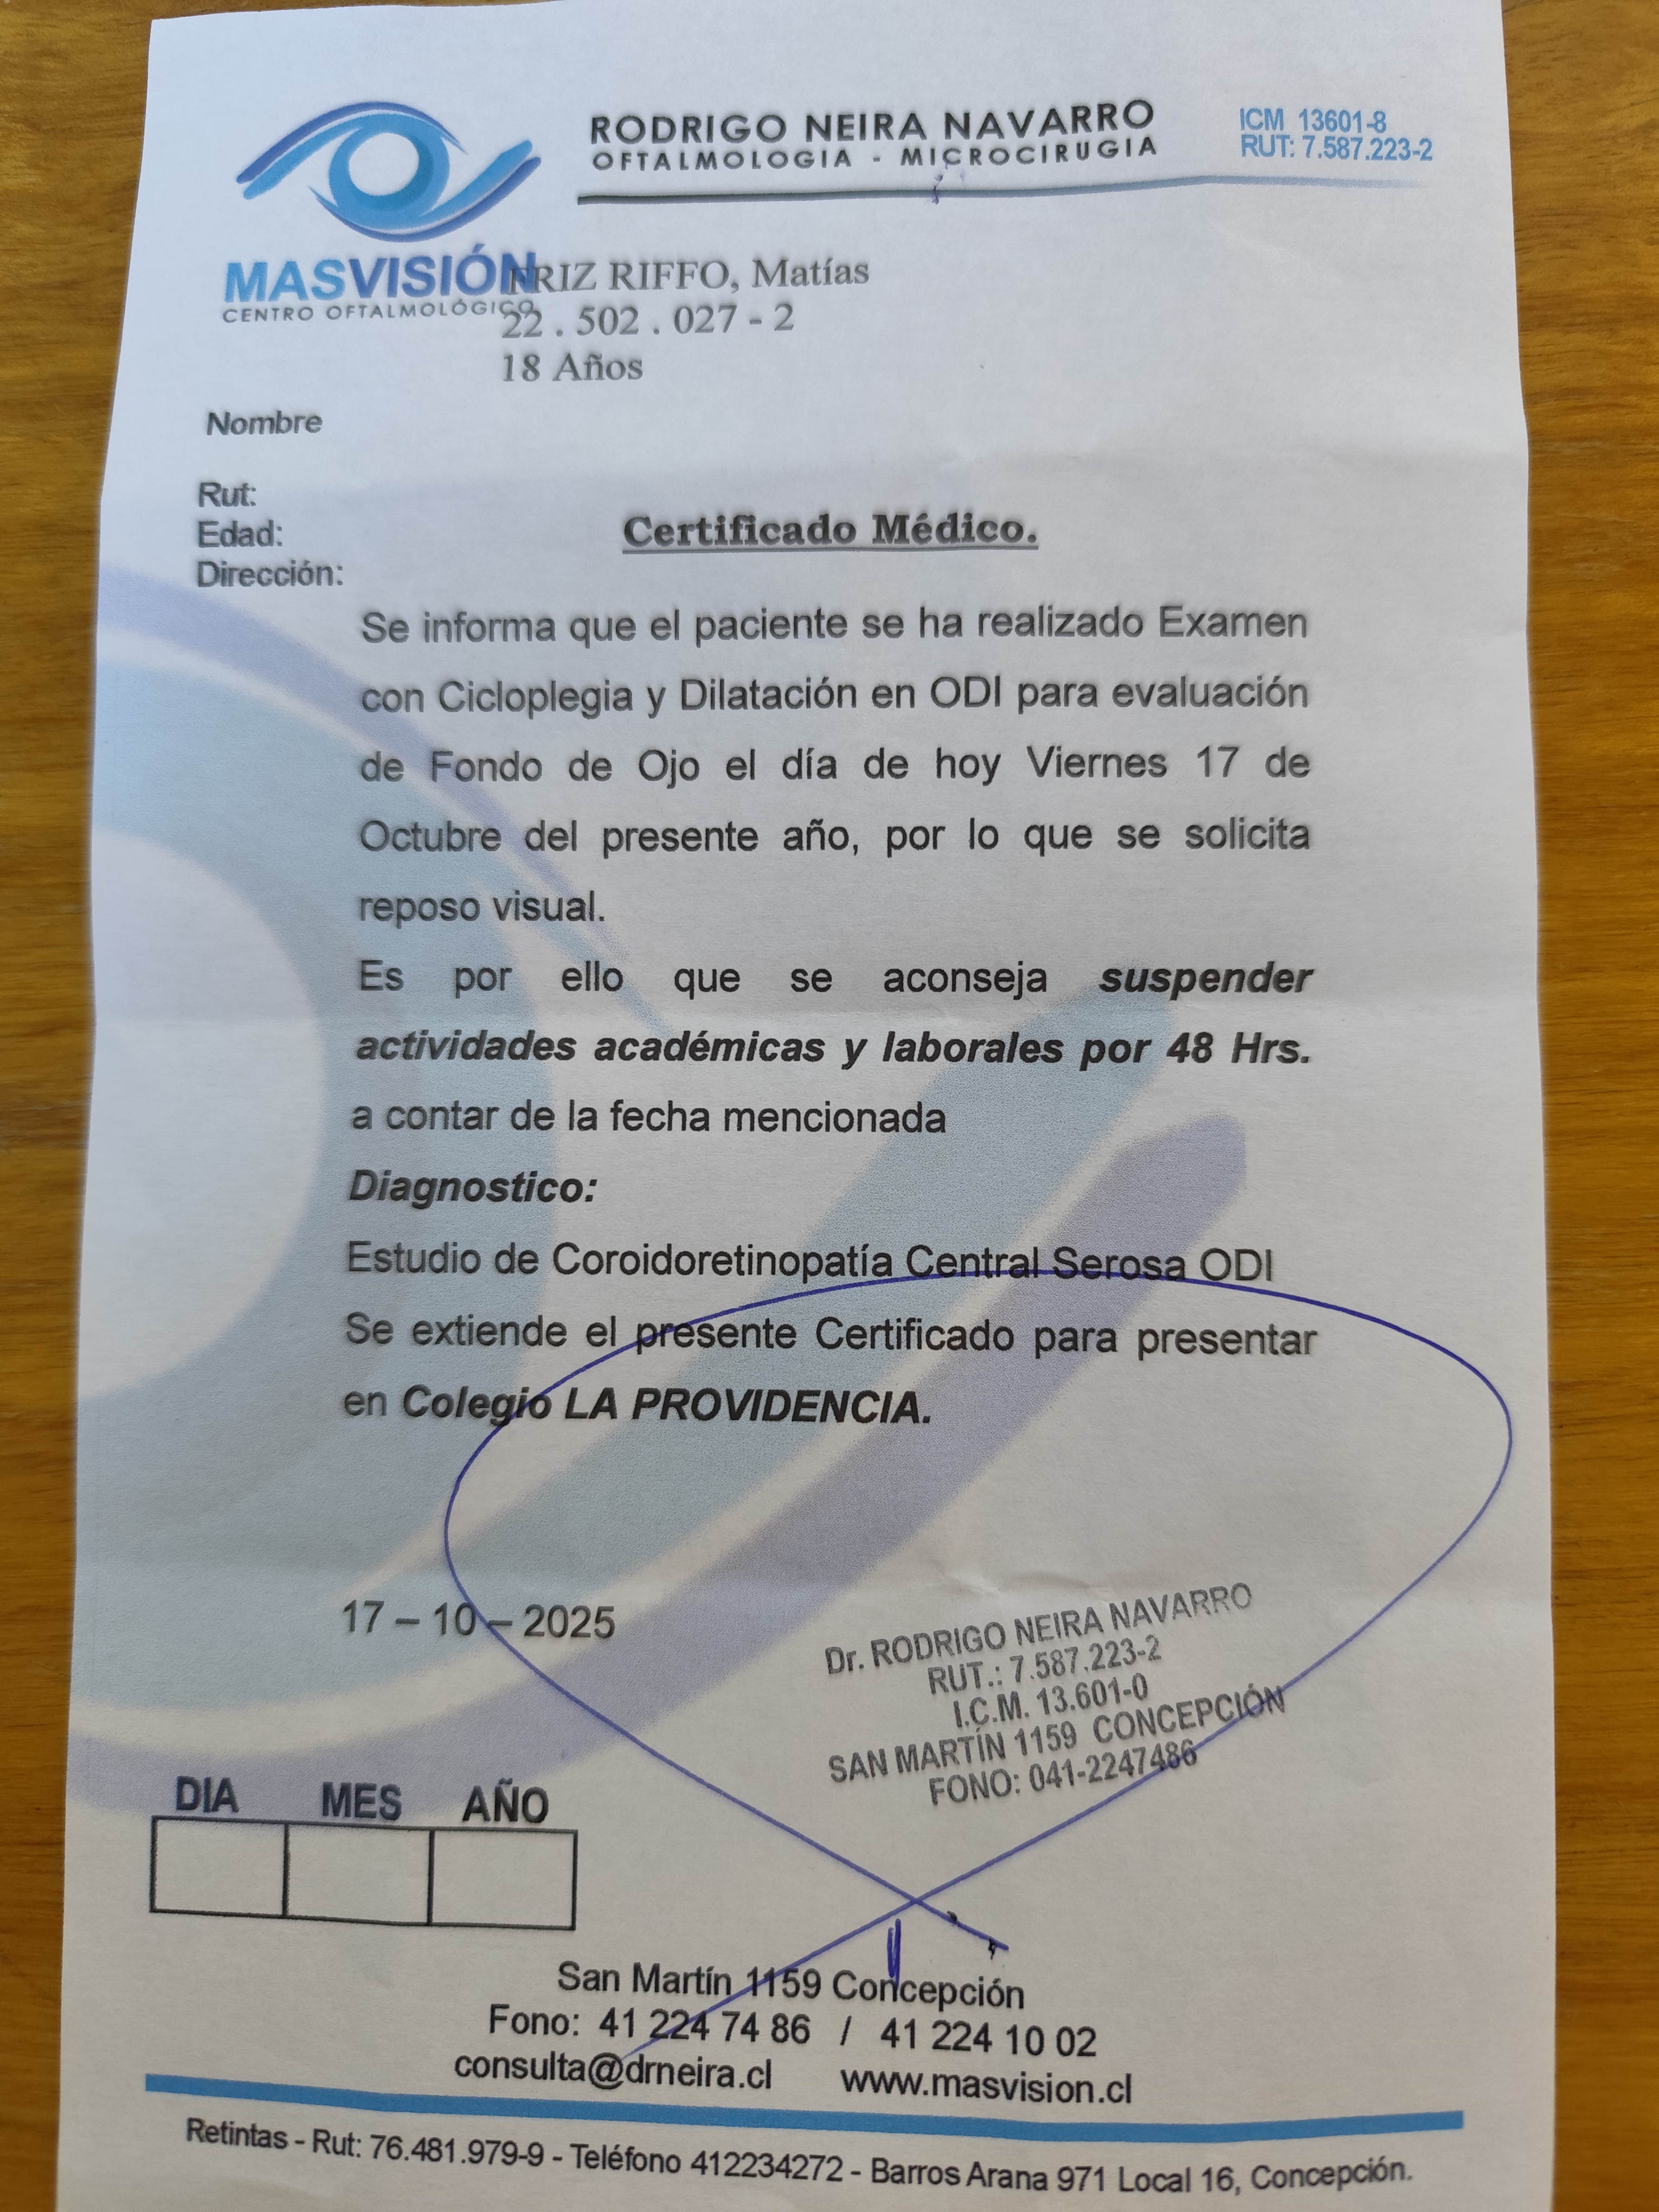 RODRIGO NEIRA NAVARRO
OFTALMOLOGIA - MICROCIRUGIA
ICM 13601-8
RUT: 7.587.223-2
MASVISIÓN
CENTRO OFTALMOLÓGICO
RIFFO, Matías
22 . 502 . 027 - 2
18 Años
Nombre
Rut:
Edad:
Dirección:
Certificado Médico.
Se informa que el paciente se ha realizado Examen
con Cicloplegia y Dilatación en ODI para evaluación
de Fondo de Ojo el día de hoy Viernes 17 de
Octubre del presente año, por lo que se solicita
reposo visual.
Es por ello que se aconseja suspender
actividades académicas y laborales por 48 Hrs.
a contar de la fecha mencionada
Diagnostico:
Estudio de Coroidoretinopatía Central Serosa ODI
Se extiende el presente Certificado para presentar
en Colegio LA PROVIDENCIA.
17 – 10 – 2025
Dr. RODRIGO NEIRA NAVARRO
RUT.: 7.587.223-2
I.C.M. 13.601-0
SAN MARTÍN 1159 CONCEPCIÓN
FONO: 041-2247486
DIA MES AÑO
San Martín 1159 Concepción
Fono: 41 224 74 86 / 41 224 10 02
consulta@drneira.cl www.masvision.cl
Retintas - Rut: 76.481.979-9 - Teléfono 412234272 - Barros Arana 971 Local 16, Concepción.